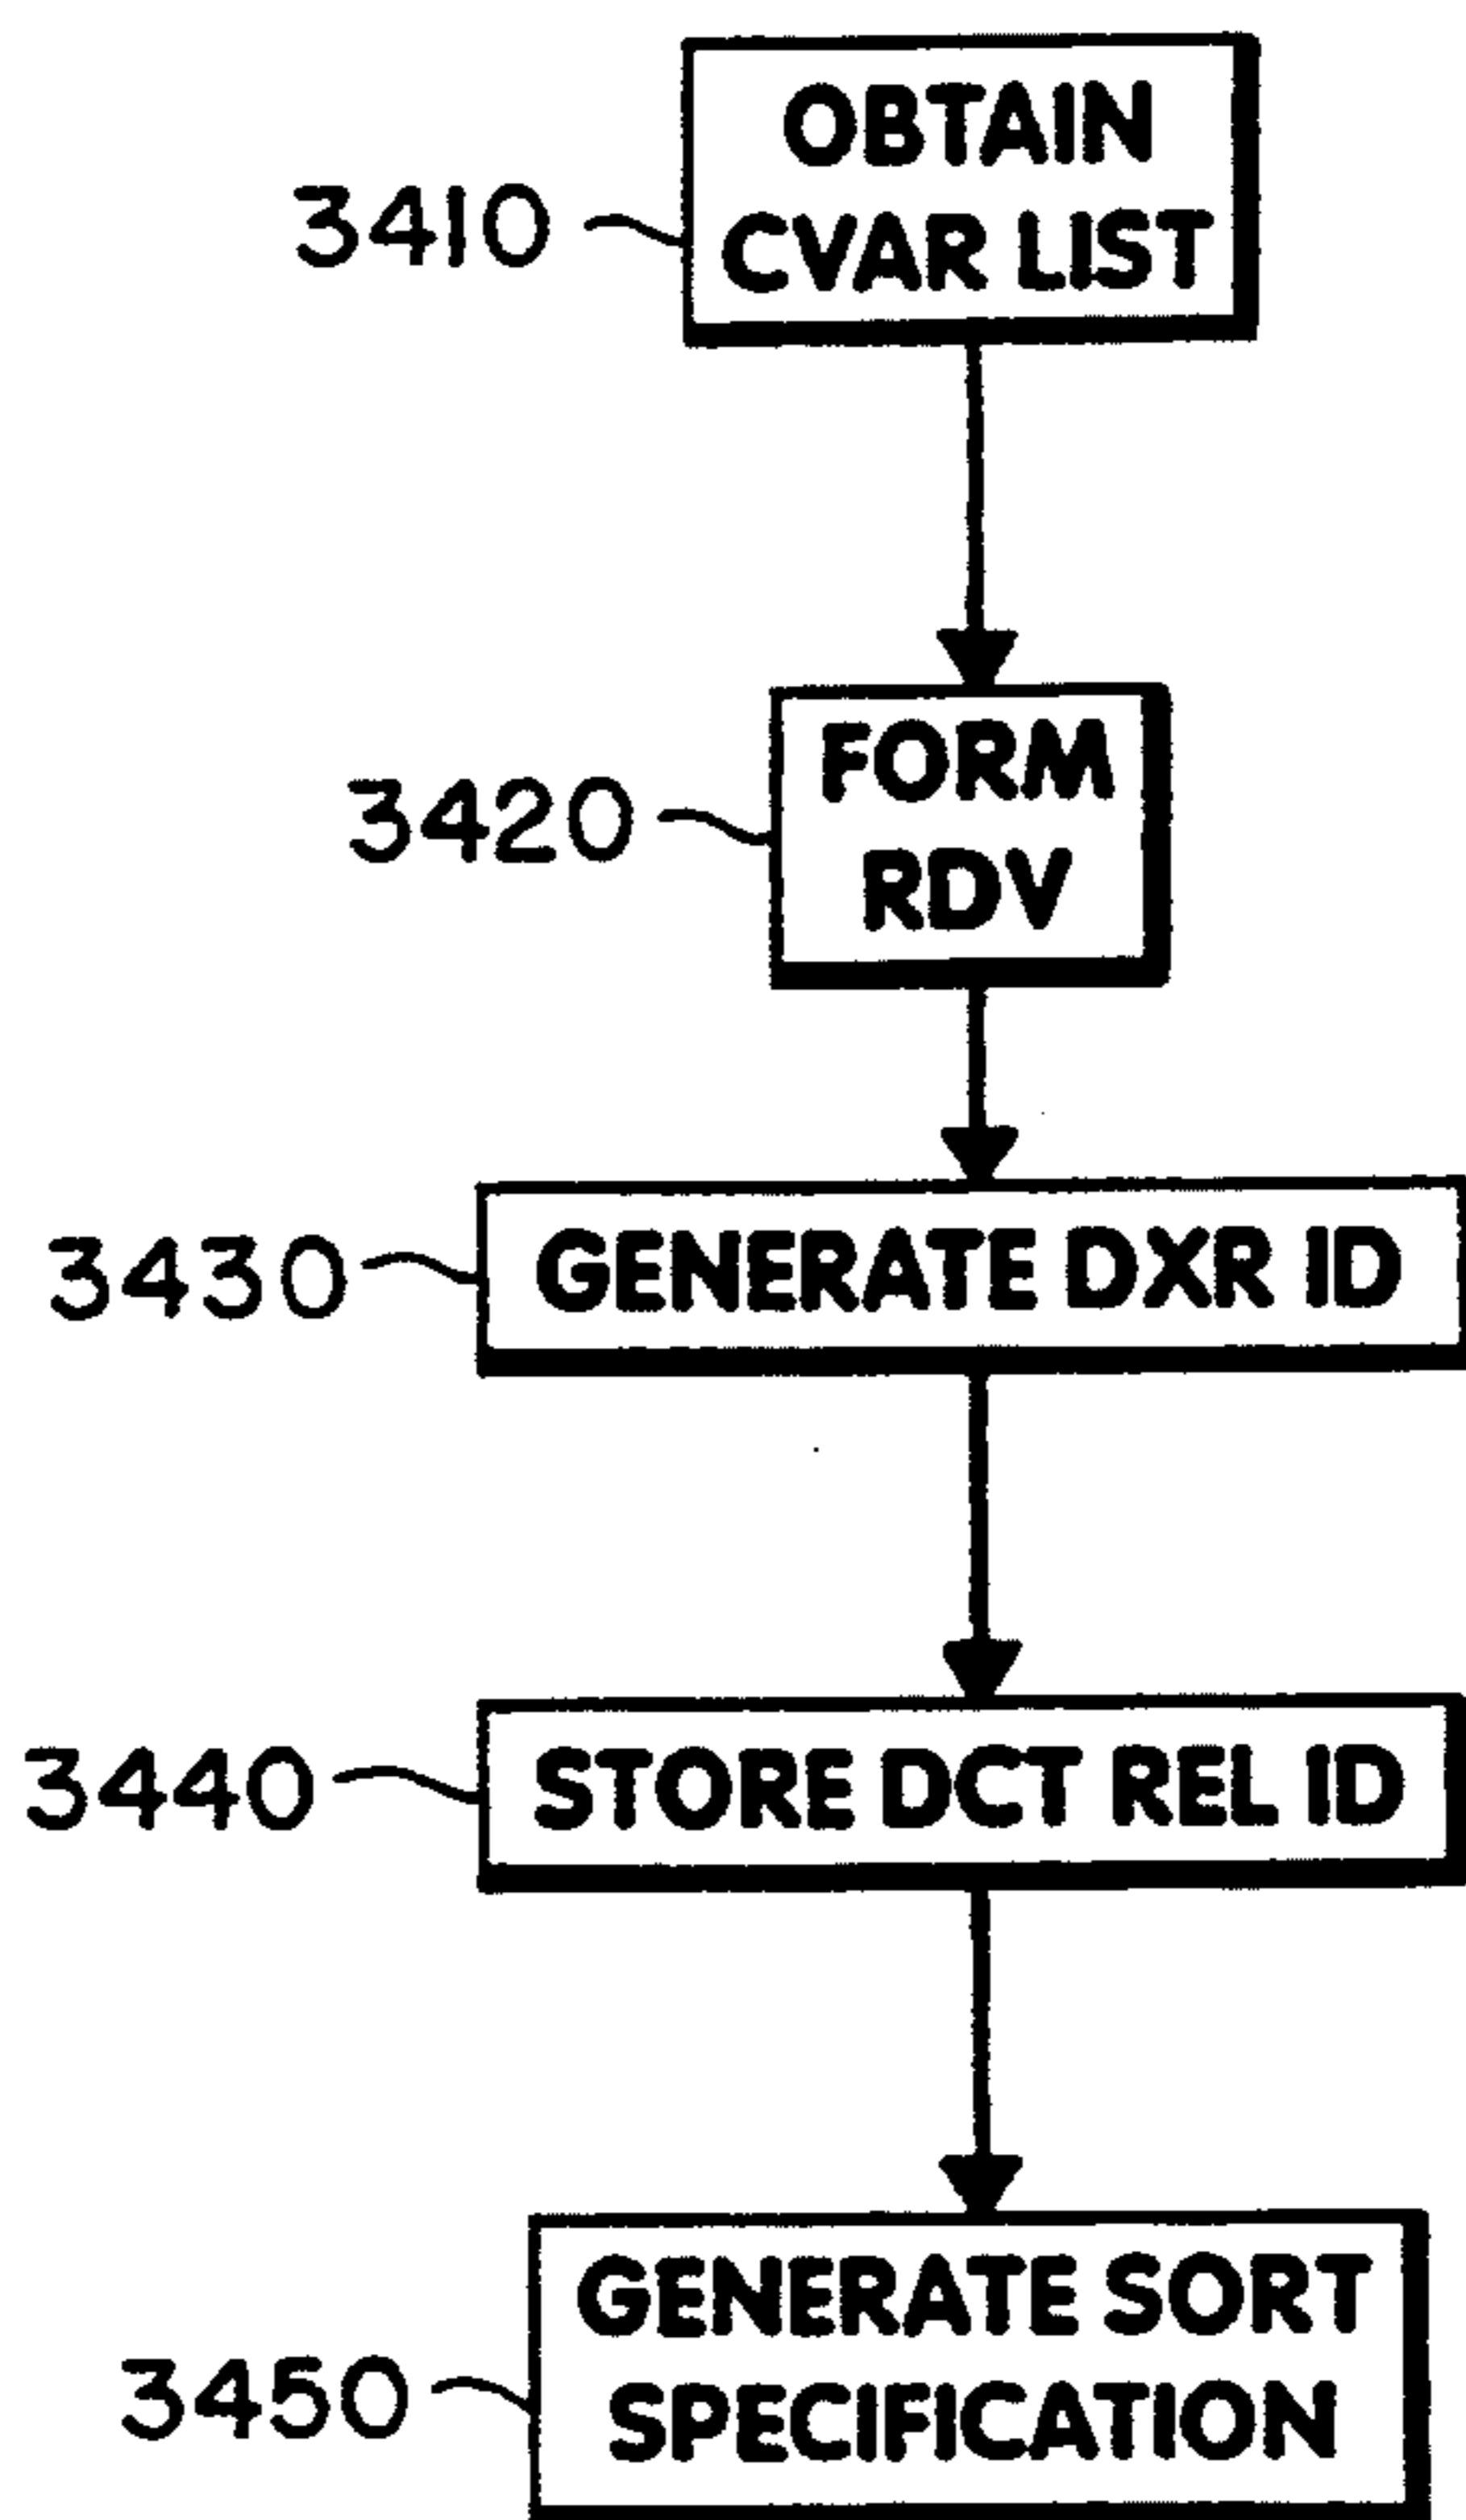 OBTAIN
CVAR LIST
3410
FORM
RDV
3420
3430
GENERATE DXR ID
3440
STORE DCT REL ID
GENERATE SORT
SPECIFICATION
3450